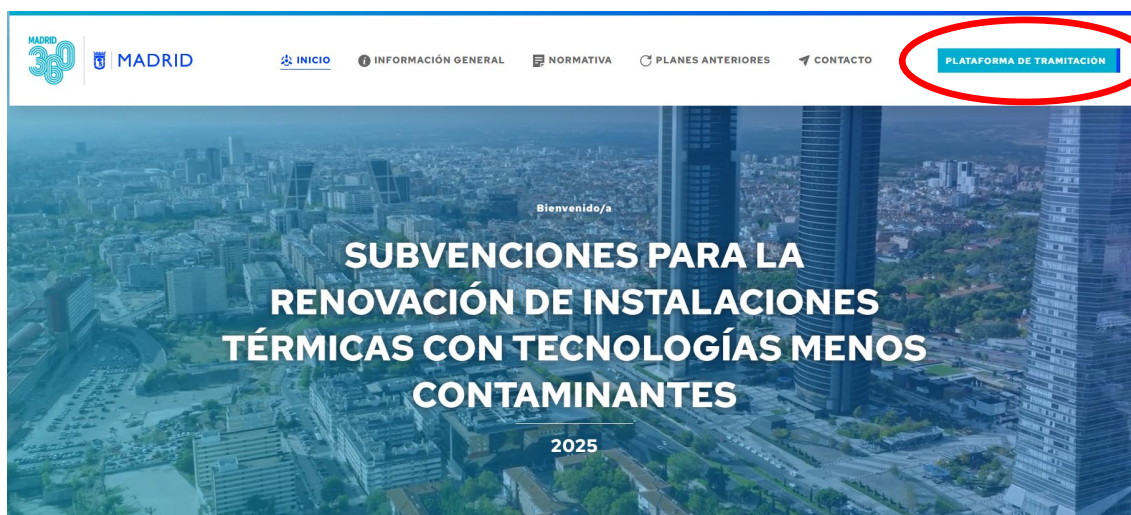 MADRID
360
MADRID
INICIO
INFORMACIÓN GENERAL
NORMATIVA
PLANES ANTERIORES
CONTACTO
PLATAFORMA DE TRAMITACIÓN
Bienvenido/a
SUBVENCIONES PARA LA
RENOVACIÓN DE INSTALACIONES
TÉRMICAS CON TECNOLOGÍAS MENOS
CONTAMINANTES
2025